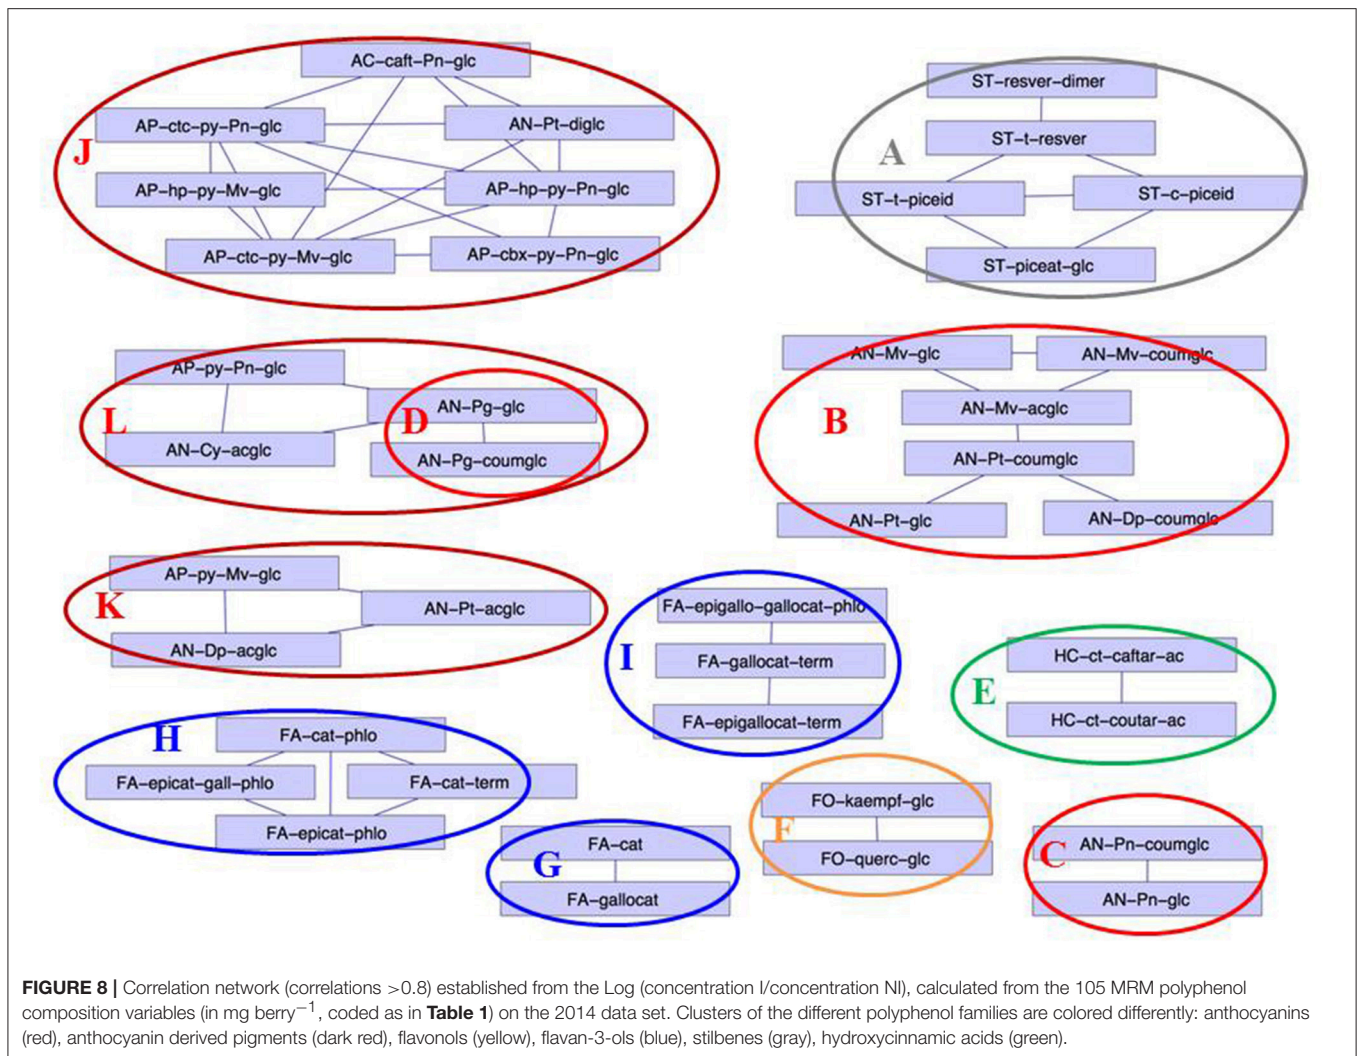 AC–caft–Pn–glc
AP–ctc–py–Pn–glc
AN–Pt–diglc
J
AP–hp–py–Mv–glc
AP–hp–py–Pn–glc
AP–ctc–py–Mv–glc
AP–cbx–py–Pn–glc
ST–resver–dimer
ST–t–resver
A
ST–t–piceid
ST–c–piceid
ST–piceat–glc
AP–py–Pn–glc
AN–Pg–glc
L
D
AN–Cy–acglc
AN–Pg–coumglc
AN–Mv–glc
AN–Mv–coumglc
AN–Mv–acglc
B
AN–Pt–coumglc
AN–Pt–glc
AN–Dp–coumglc
AP–py–Mv–glc
K
AN–Pt–acglc
AN–Dp–acglc
FA–epigallo–gallocat–phlo
I
FA–gallocat–term
FA–epigallocat–term
HC–ct–caftar–ac
E
HC–ct–coutar–ac
H
FA–cat–phlo
FA–epicat–gall–phlo
FA–cat–term
FA–epicat–phlo
FO–kaempf–glc
F
FO–querc–glc
FA–cat
G
FA–gallocat
AN–Pn–coumglc
C
AN–Pn–glc
FIGURE 8 | Correlation network (correlations >0.8) established from the Log (concentration I/concentration NI), calculated from the 105 MRM polyphenol
composition variables (in mg berry⁻¹, coded as in Table 1) on the 2014 data set. Clusters of the different polyphenol families are colored differently: anthocyanins
(red), anthocyanin derived pigments (dark red), flavonols (yellow), flavan-3-ols (blue), stilbenes (gray), hydroxycinnamic acids (green).